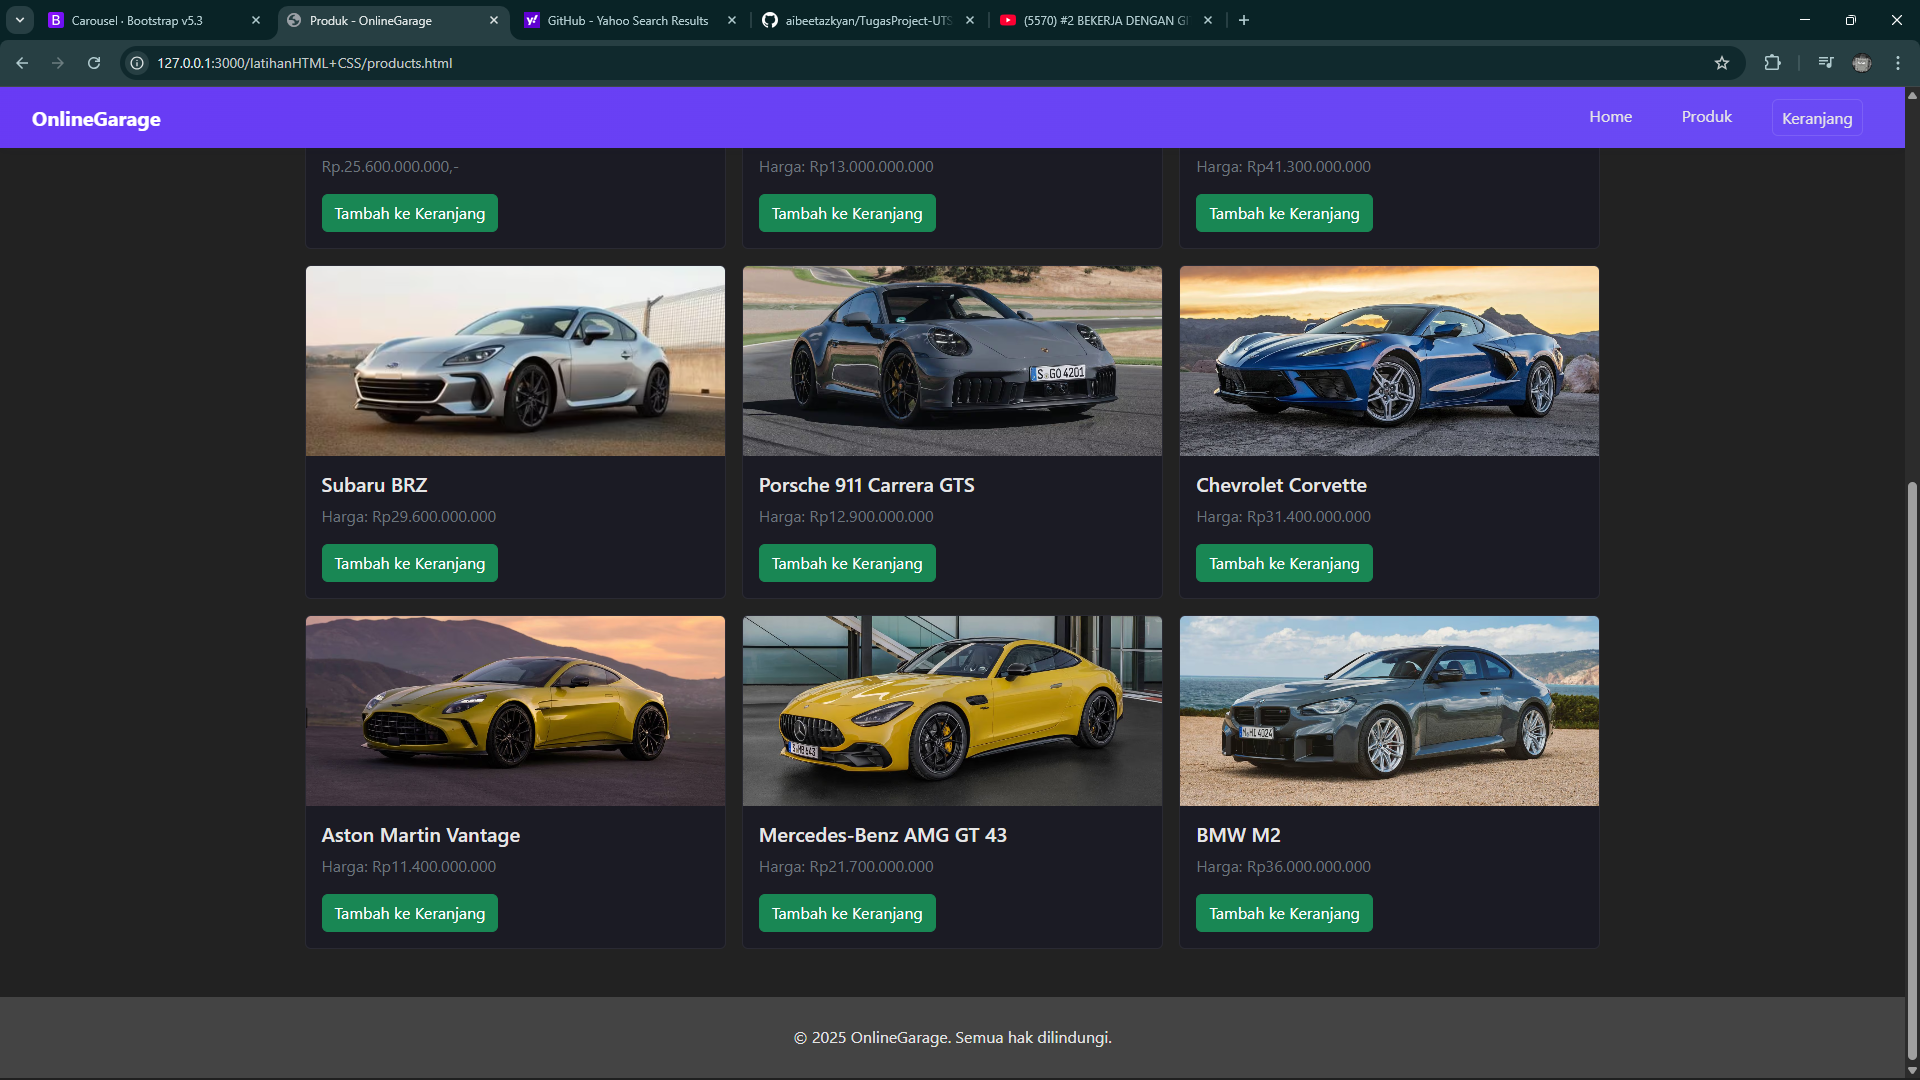 Carousel · Bootstrap v5.3
Produk - OnlineGarage
GitHub - Yahoo Search Results
aibeetazkyan/TugasProject-UTS
(5570) #2 BEKERJA DENGAN GI
127.0.0.1:3000/latihanHTML+CSS/products.html
OnlineGarage
Home
Produk
Keranjang
Rp.25.600.000.000,-
Harga: Rp13.000.000.000
Harga: Rp41.300.000.000
Tambah ke Keranjang
Tambah ke Keranjang
Tambah ke Keranjang
S GO 4201
Subaru BRZ
Porsche 911 Carrera GTS
Chevrolet Corvette
Harga: Rp29.600.000.000
Harga: Rp12.900.000.000
Harga: Rp31.400.000.000
Tambah ke Keranjang
Tambah ke Keranjang
Tambah ke Keranjang
S MB 643
M HI 4024
Aston Martin Vantage
Mercedes-Benz AMG GT 43
BMW M2
Harga: Rp11.400.000.000
Harga: Rp21.700.000.000
Harga: Rp36.000.000.000
Tambah ke Keranjang
Tambah ke Keranjang
Tambah ke Keranjang
© 2025 OnlineGarage. Semua hak dilindungi.